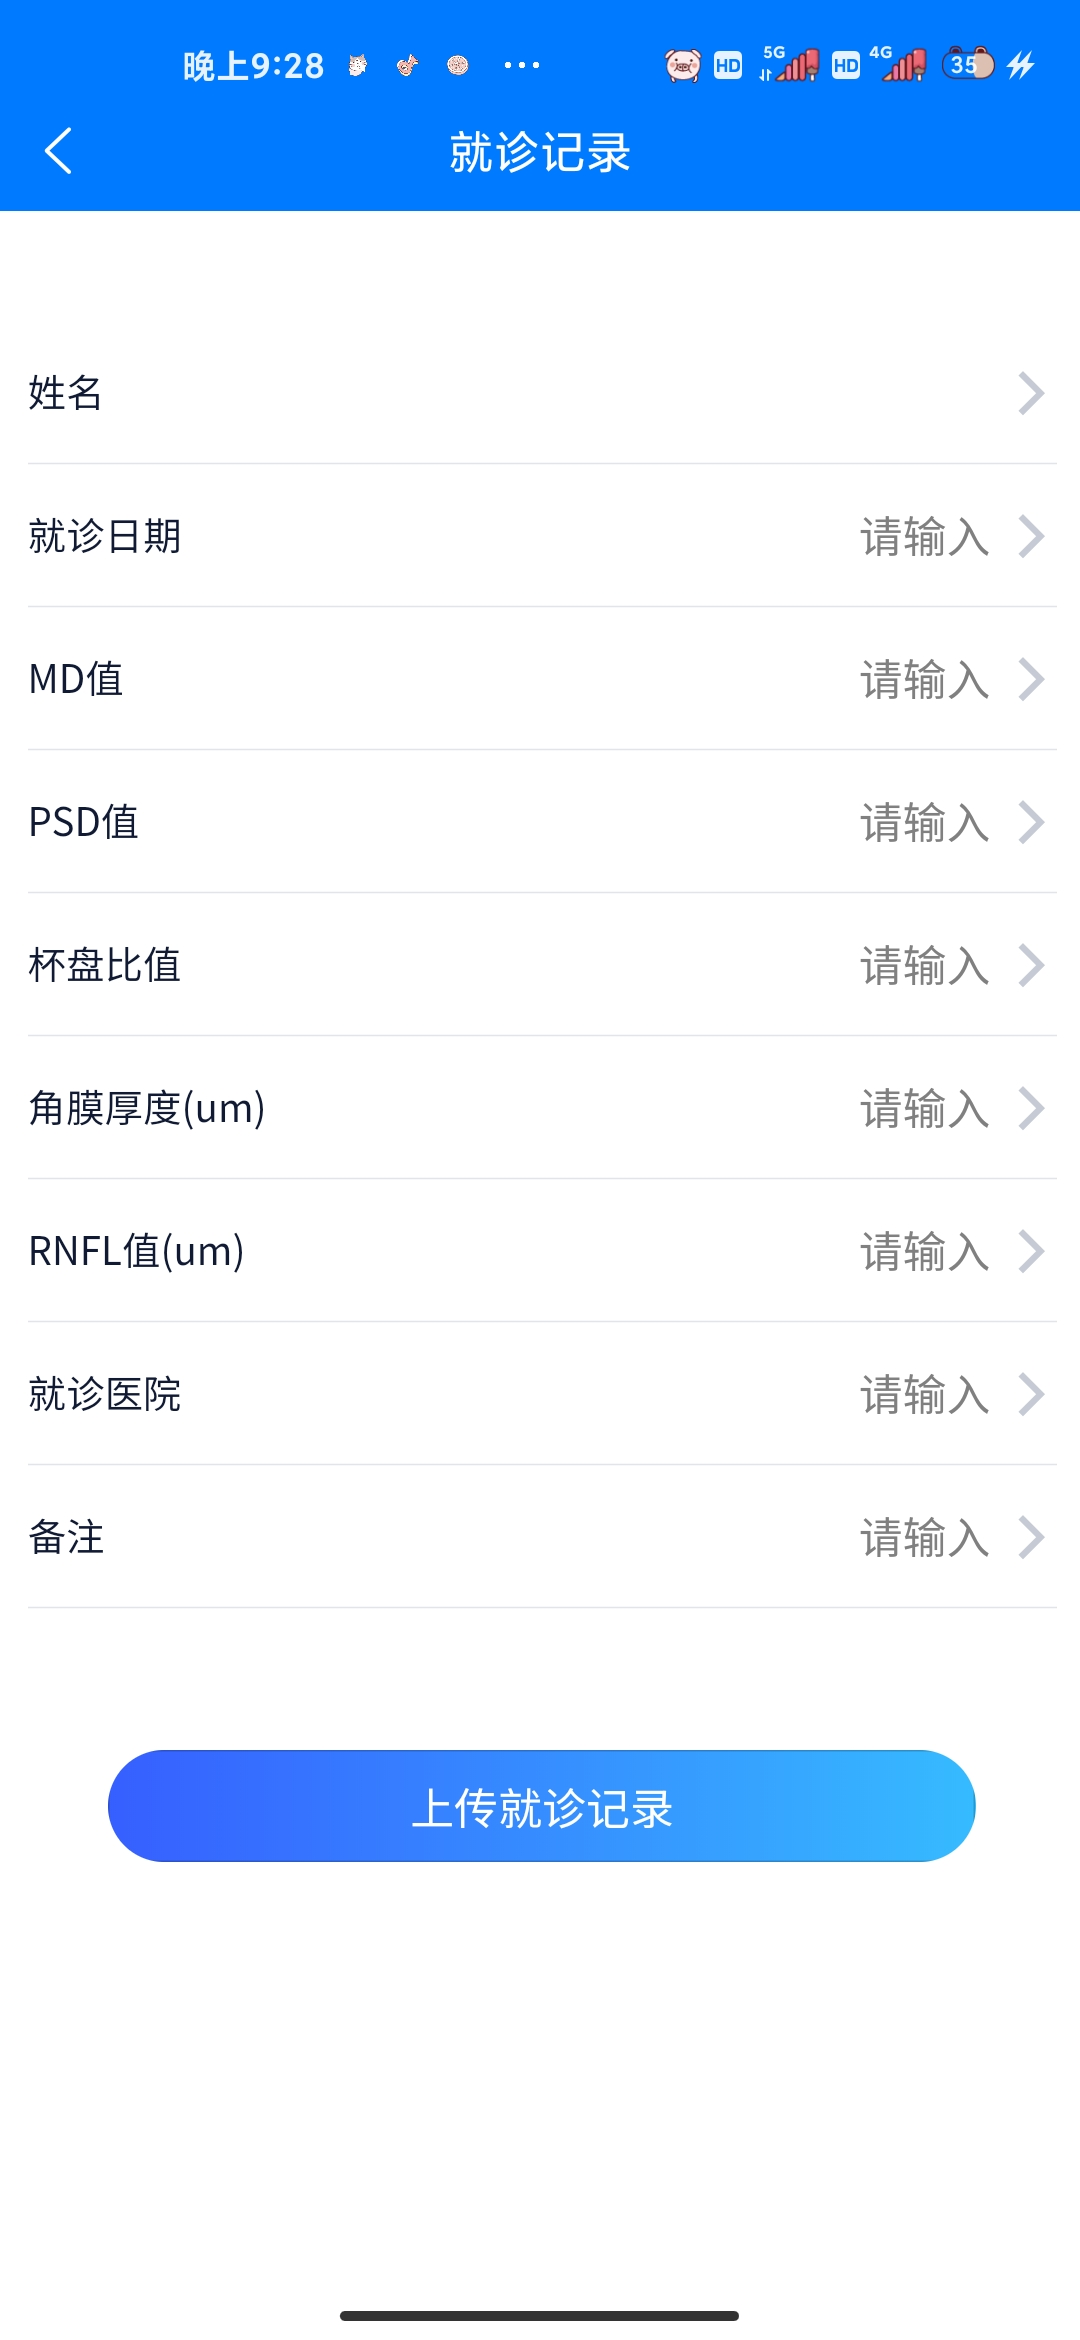 晚上9:28 ... HD 5G HD 4G 35
就诊记录
姓名
就诊日期 请输入
MD值 请输入
PSD值 请输入
杯盘比值 请输入
角膜厚度(um) 请输入
RNFL值(um) 请输入
就诊医院 请输入
备注 请输入
上传就诊记录